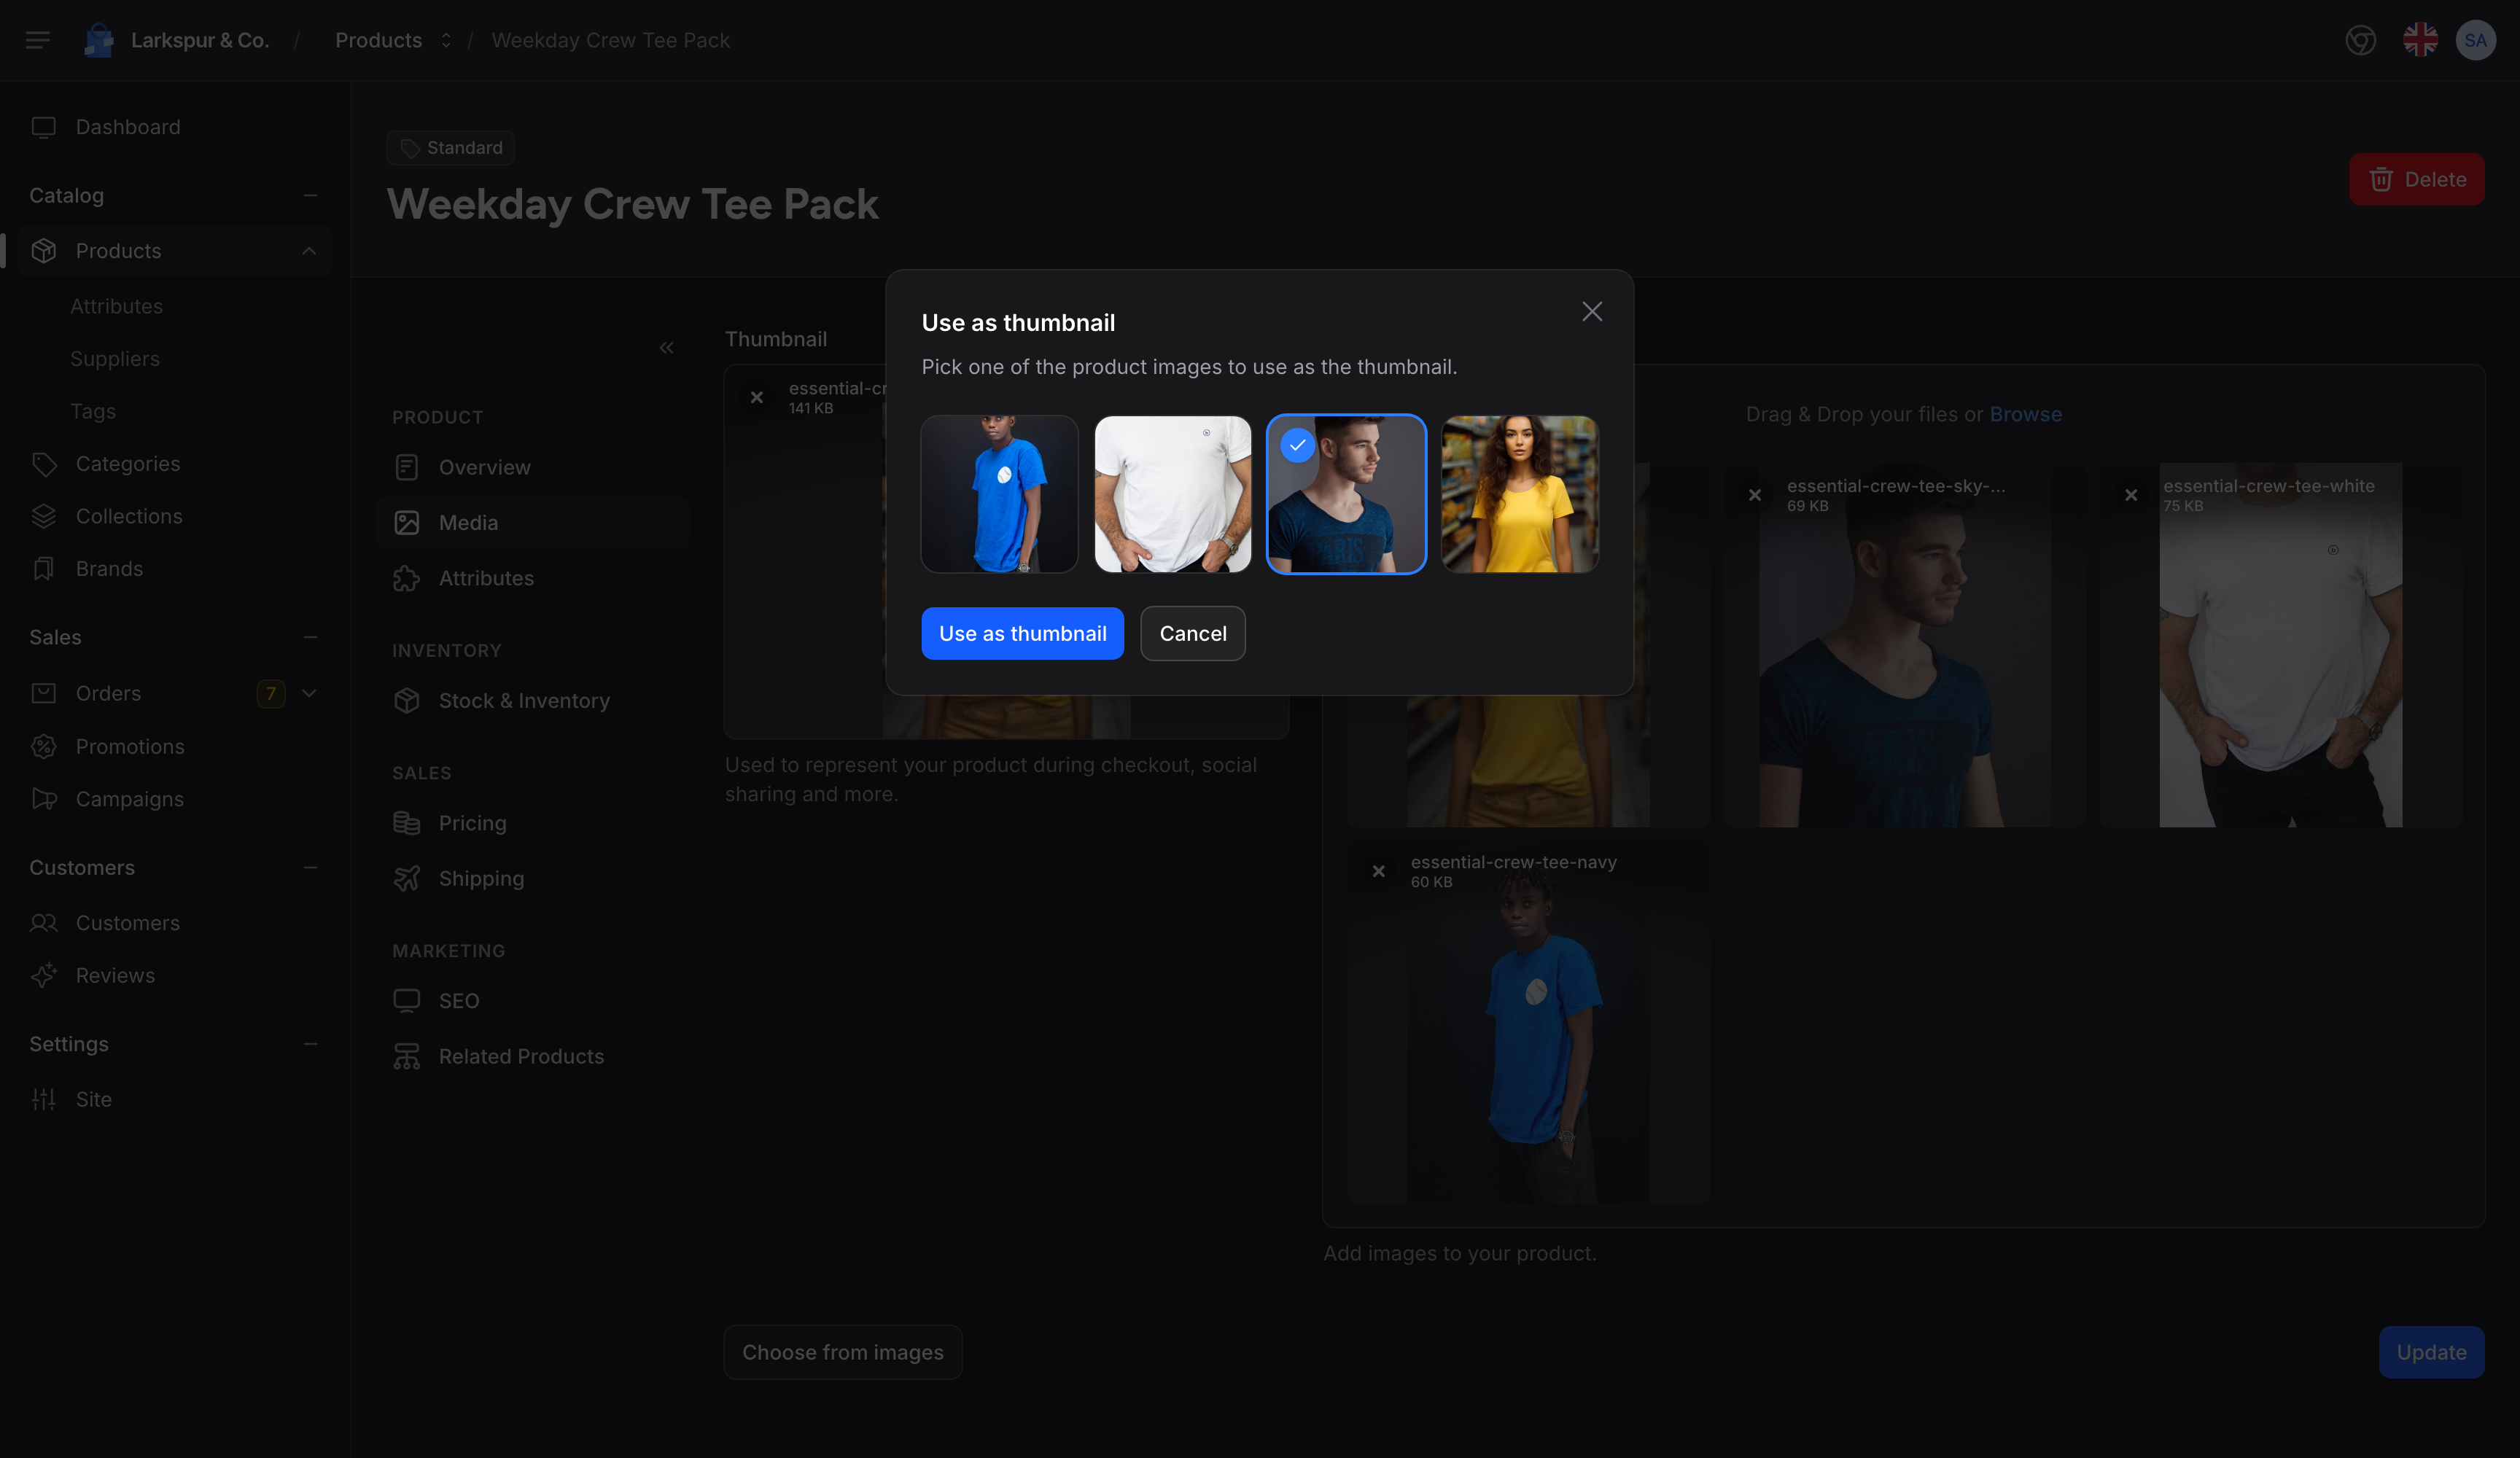 Larkspur & Co.
/
Products
/
Weekday Crew Tee Pack
SA
Dashboard
Catalog
Products
Attributes
Suppliers
Tags
Categories
Collections
Brands
Sales
Orders
7
Promotions
Campaigns
Customers
Customers
Reviews
Settings
Site
Standard
Weekday Crew Tee Pack
Delete
PRODUCT
Overview
Media
Attributes
INVENTORY
Stock & Inventory
SALES
Pricing
Shipping
MARKETING
SEO
Related Products
Thumbnail
essential-cr
141 KB
Used to represent your product during checkout, social
sharing and more.
Use as thumbnail
Pick one of the product images to use as the thumbnail.
Use as thumbnail
Cancel
Drag & Drop your files or Browse
essential-crew-tee-sky-...
69 KB
essential-crew-tee-white
75 KB
essential-crew-tee-navy
60 KB
Add images to your product.
Choose from images
Update